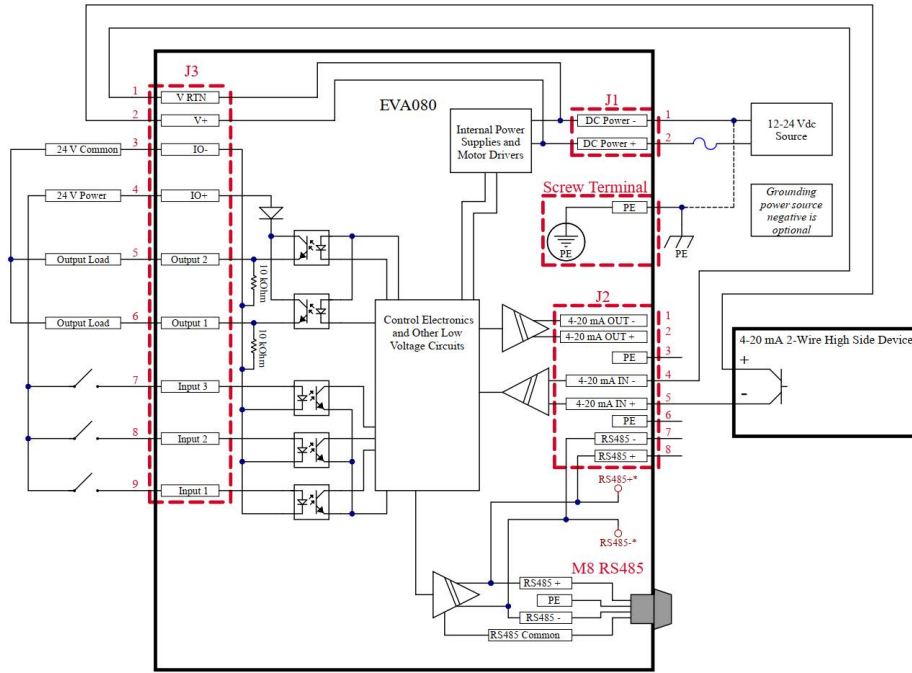 J3
1 V RTN
2 V+
3 24 V Common IO-
4 24 V Power IO+
5 Output Load Output 2
6 Output Load Output 1
7 Input 3
8 Input 2
9 Input 1
10 kOhm
10 kOhm
EVA080
Internal Power
Supplies and
Motor Drivers
J1
DC Power - 1
DC Power + 2
12-24 Vdc
Source
Screw Terminal
PE
PE
PE
Grounding
power source
negative is
optional
Control Electronics
and Other Low
Voltage Circuits
J2
4-20 mA OUT - 1
4-20 mA OUT + 2
PE 3
4-20 mA IN - 4
4-20 mA IN + 5
PE 6
RS485 - 7
RS485 + 8
4-20 mA 2-Wire High Side Device
+
-
RS485+*
RS485-*
M8 RS485
RS485 +
PE
RS485 -
RS485 Common